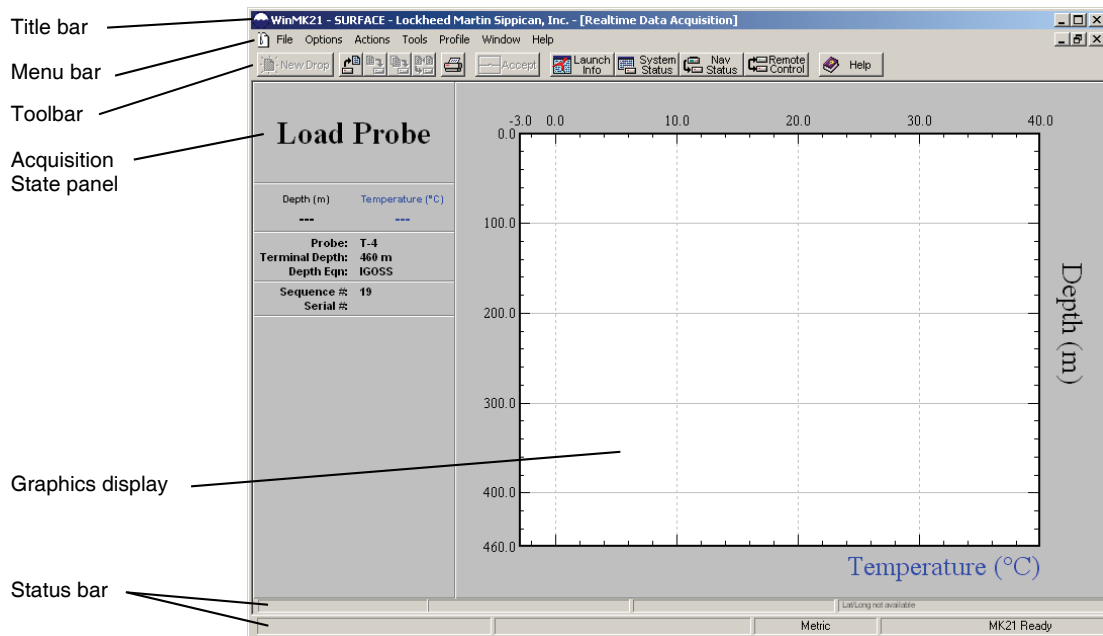 Title bar
Menu bar
Toolbar
Acquisition
State panel
Graphics display
Status bar
WinMK21 - SURFACE - Lockheed Martin Sippican, Inc. - [Realtime Data Acquisition]
File Options Actions Tools Profile Window Help
New Drop Accept Launch Info System Status Nav Status Remote Control Help
Load Probe
Depth (m) Temperature (°C)
--- ---
Probe: T-4
Terminal Depth: 460 m
Depth Eqn: IGOSS
Sequence #: 19
Serial #:
-3.0 0.0 10.0 20.0 30.0 40.0
0.0
100.0
200.0
300.0
400.0
460.0
Depth (m)
Temperature (°C)
Lat/Long not available
Metric MK21 Ready